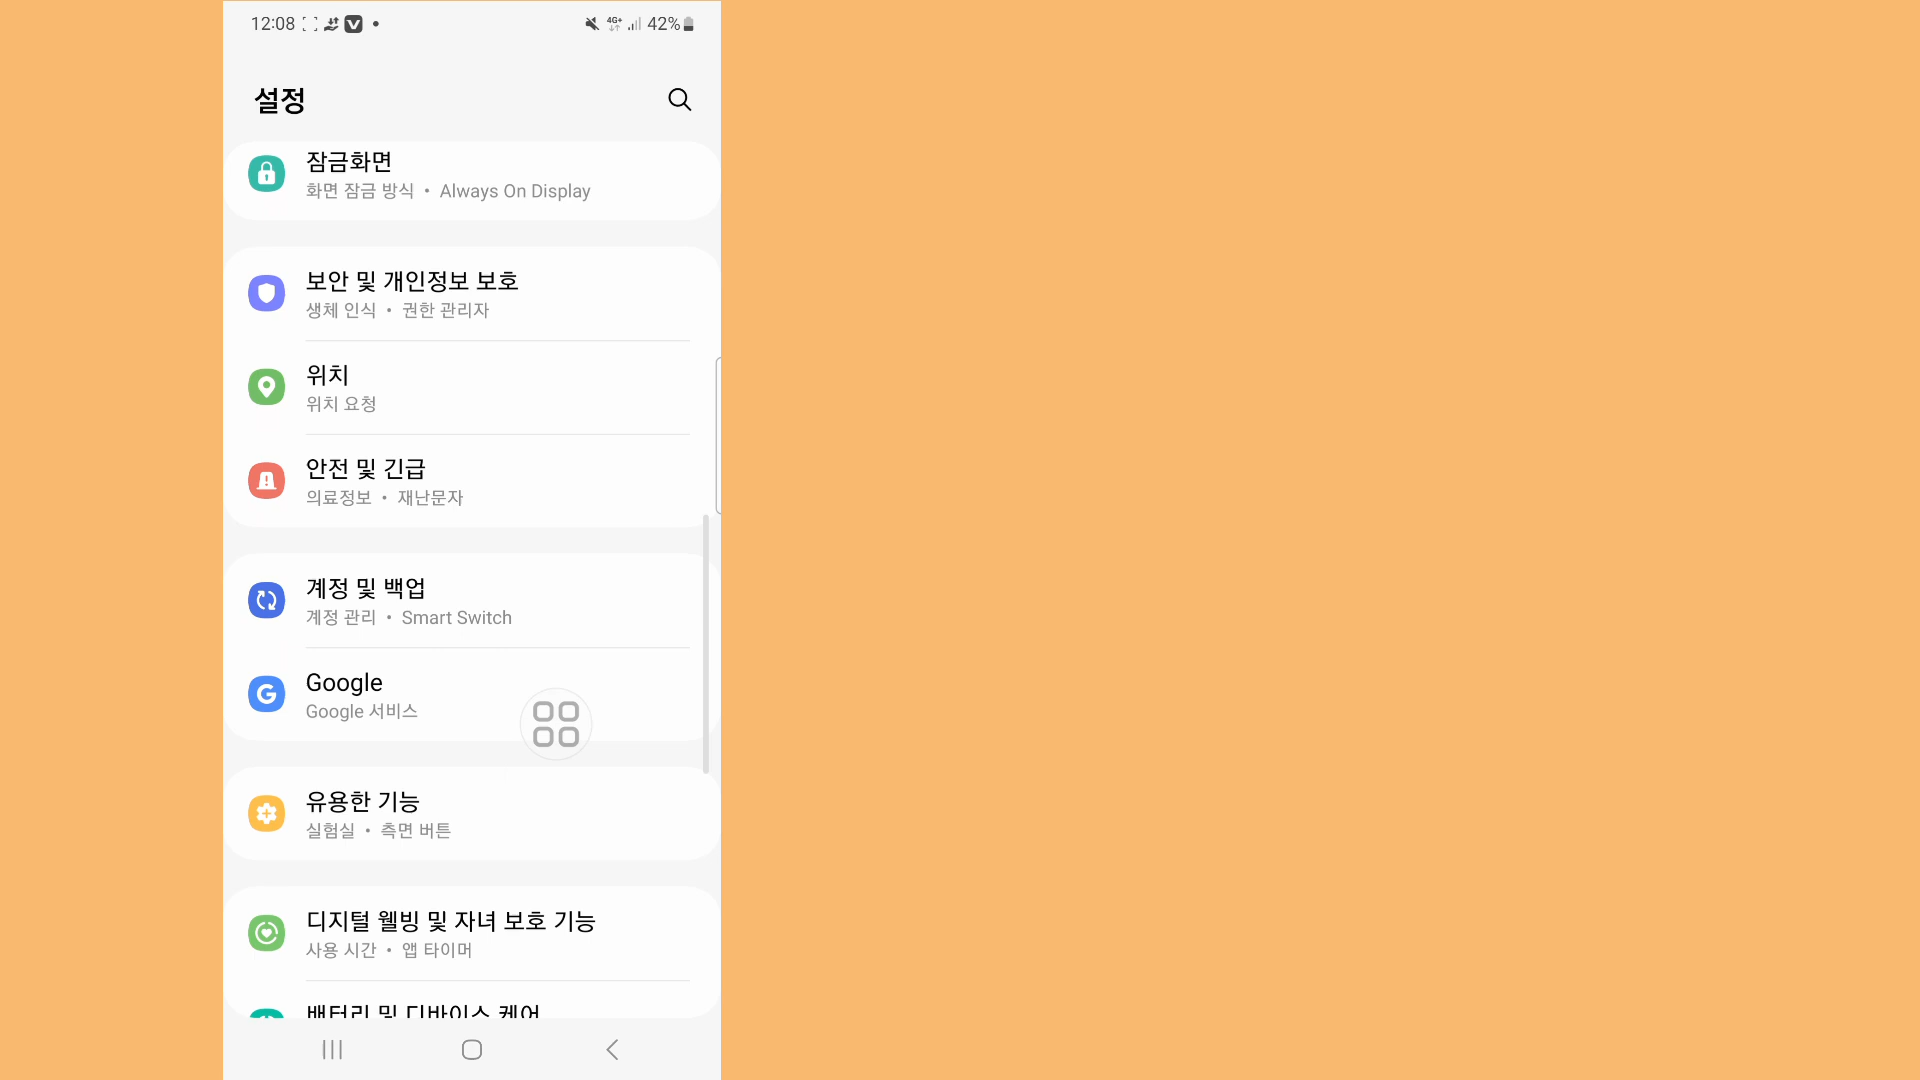 12:08
4G+
42%
설정
잠금화면
화면 잠금 방식 • Always On Display
보안 및 개인정보 보호
생체 인식 • 권한 관리자
위치
위치 요청
안전 및 긴급
의료정보 • 재난문자
계정 및 백업
계정 관리 • Smart Switch
Google
Google 서비스
유용한 기능
실험실 • 측면 버튼
디지털 웰빙 및 자녀 보호 기능
사용 시간 • 앱 타이머
배터리 및 디바이스 케어